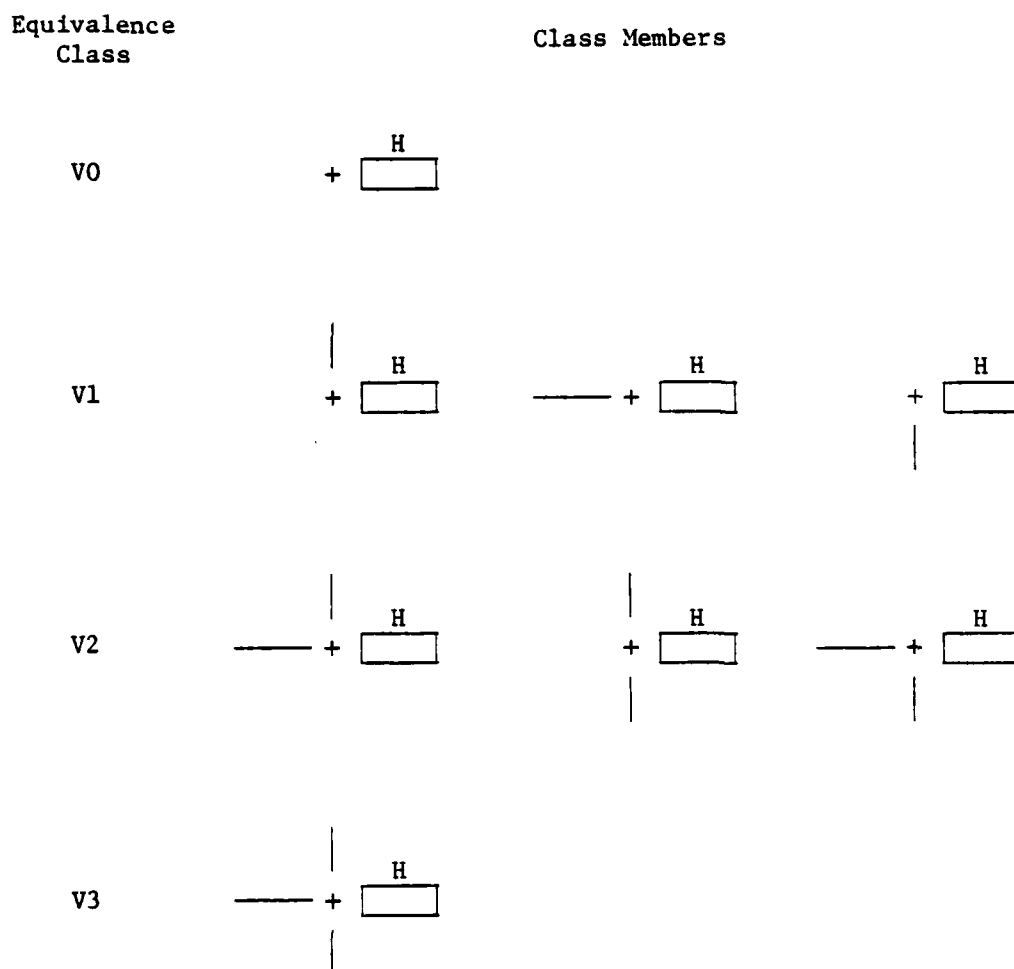 Equivalence
Class
Class Members
H
V0 +
H H H
V1 + + +
H H H
V2 + + +
H
V3 +